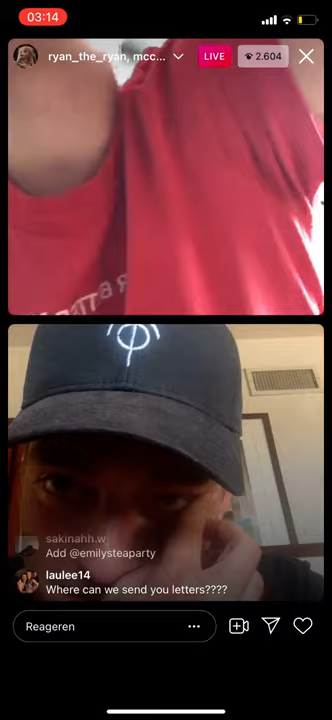 03:14
ryan_the_ryan, mcc...
LIVE
2.604
sakinahh.w
Add @emilysteaparty
laulee14
Where can we send you letters????
Reageren